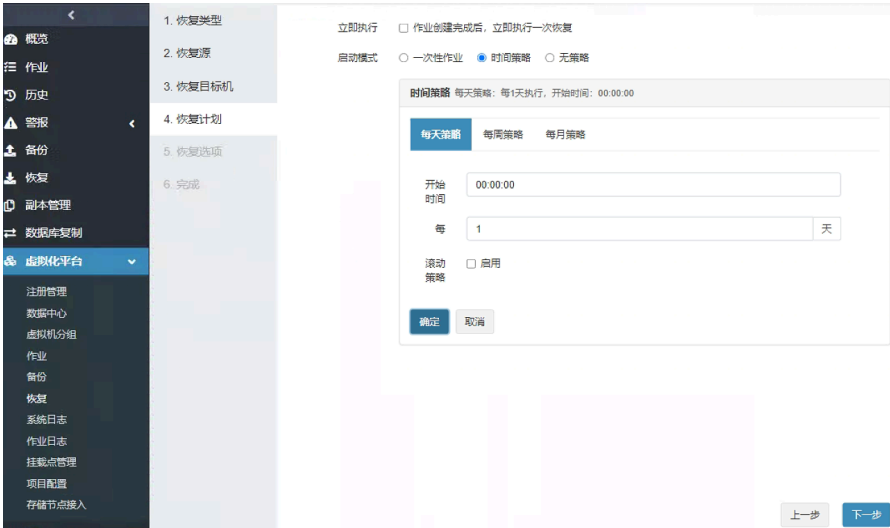 概览
作业
历史
警报
备份
恢复
副本管理
数据库复制
虚拟化平台
注册管理
数据中心
虚拟机分组
作业
备份
恢复
系统日志
作业日志
挂载点管理
项目配置
存储节点接入
1. 恢复类型
2. 恢复源
3. 恢复目标机
4. 恢复计划
5. 恢复选项
6. 完成
立即执行 作业创建完成后，立即执行一次恢复
启动模式 一次性作业 时间策略 无策略
时间策略 每天策略：每1天执行，开始时间：00:00:00
每天策略 每周策略 每月策略
开始时间 00:00:00
每 1 天
滚动策略 启用
确定 取消
上一步 下一步